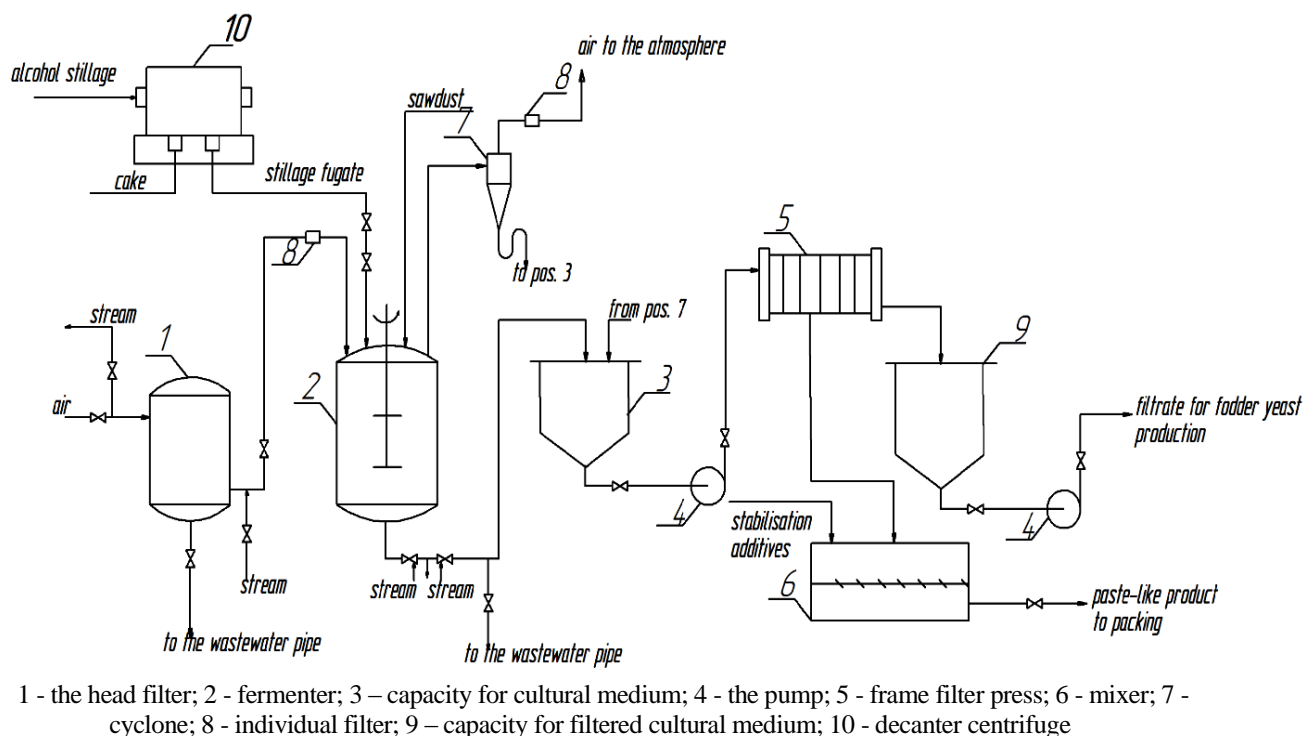 10
alcohol stillage
cake
stillage fugate
sawdust
air to the atmosphere
8
7
to pos. 3
8
stream
1
air
stream
to the wastewater pipe
2
stream
stream
to the wastewater pipe
from pos. 7
3
4
5
9
filtrate for fodder yeast
production
4
stabilisation
additives
6
paste-like product
to packing
1 - the head filter; 2 - fermenter; 3 – capacity for cultural medium; 4 - the pump; 5 - frame filter press; 6 - mixer; 7 -
cyclone; 8 - individual filter; 9 – capacity for filtered cultural medium; 10 - decanter centrifuge